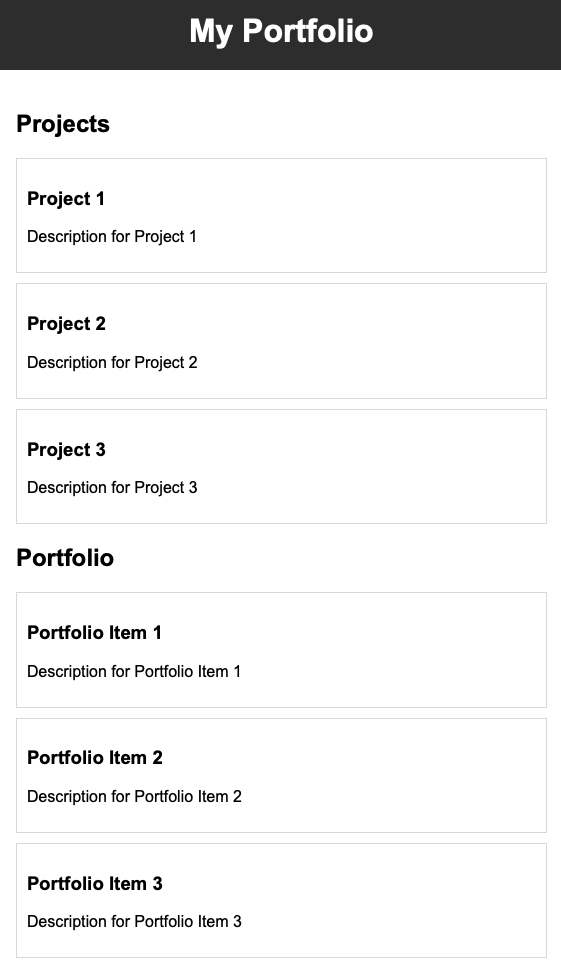 My Portfolio
Projects
Project 1
Description for Project 1
Project 2
Description for Project 2
Project 3
Description for Project 3
Portfolio
Portfolio Item 1
Description for Portfolio Item 1
Portfolio Item 2
Description for Portfolio Item 2
Portfolio Item 3
Description for Portfolio Item 3